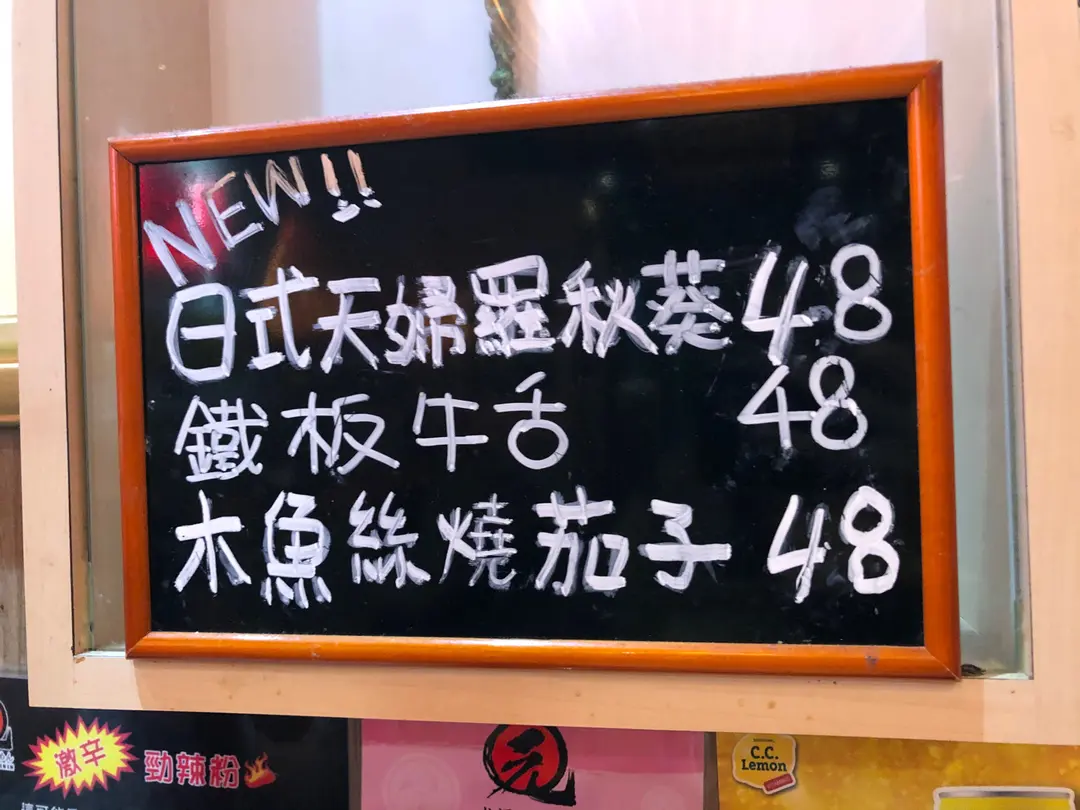 NEW!!
日式天婦羅秋葵 48
鐵板牛舌 48
木魚絲燒茄子 48
激辛
勁辣粉
元
C.C.
Lemon